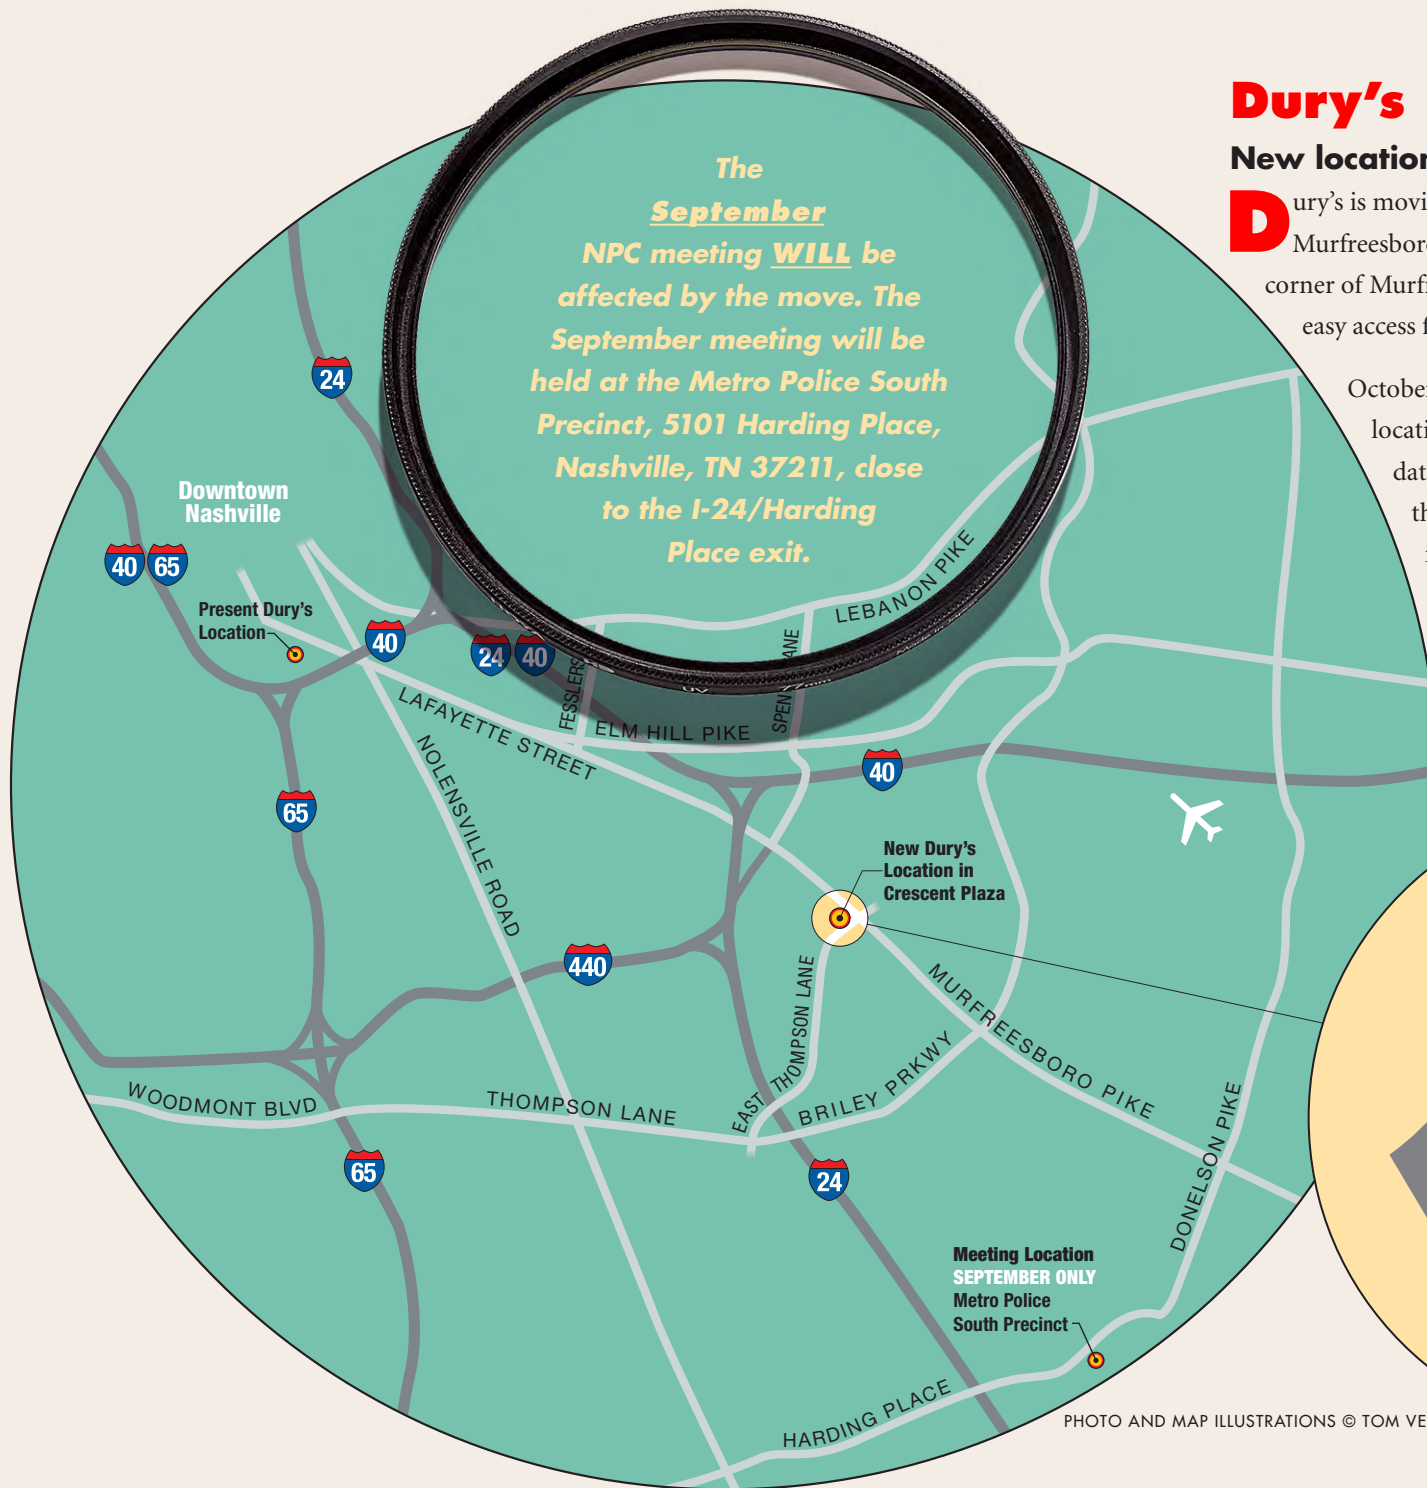 The
September
NPC meeting WILL be
affected by the move. The
September meeting will be
held at the Metro Police South
Precinct, 5101 Harding Place,
Nashville, TN 37211, close
to the I-24/Harding
Place exit.
Dury's
New location
Dury's is movi
Murfreesboro
corner of Murf
easy access f
October
locati
dat
th
24
Downtown
Nashville
40 65
Present Dury's
Location
40
24 40
LEBANON PIKE
FESSLERS
SPEN ANE
ELM HILL PIKE
LAFAYETTE STREET
NOLENSVILLE ROAD
40
65
New Dury's
Location in
Crescent Plaza
440
EAST THOMPSON LANE
MURFREESBORO PIKE
BRILEY PRKWY
WOODMONT BLVD
THOMPSON LANE
DONELSON PIKE
65
24
Meeting Location
SEPTEMBER ONLY
Metro Police
South Precinct
HARDING PLACE
PHOTO AND MAP ILLUSTRATIONS © TOM VE